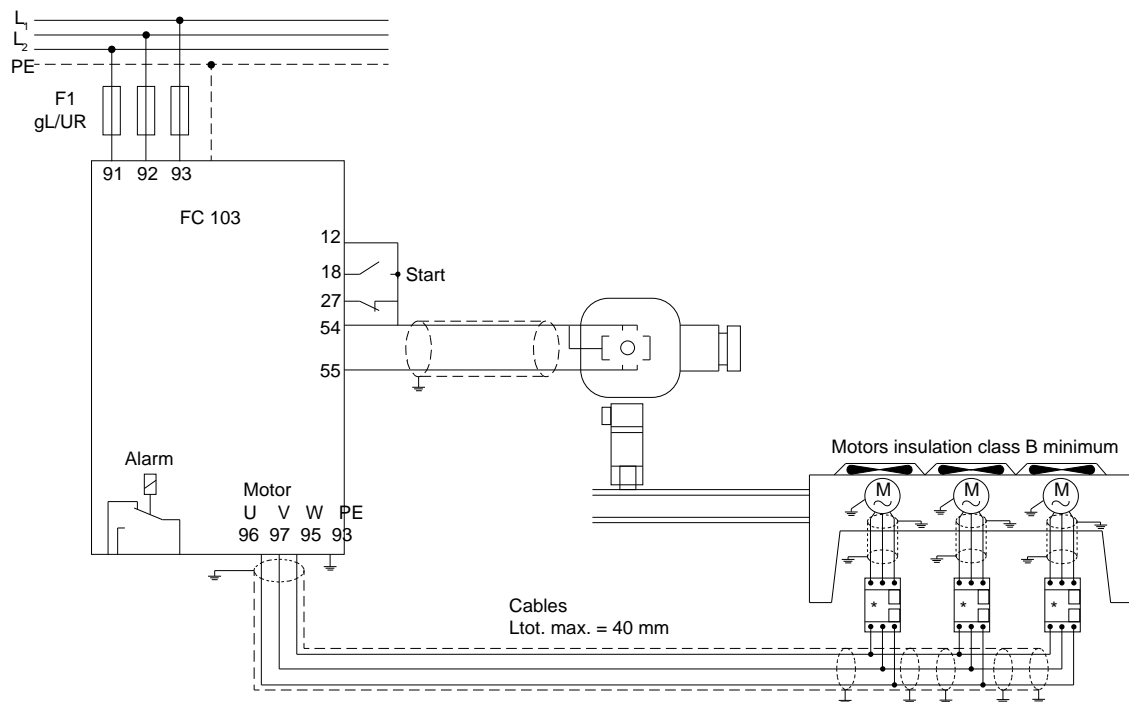 L1
L2
PE
F1
gL/UR
91 92 93
FC 103
12
18 Start
27
54
55
Alarm
Motor
U V W PE
96 97 95 93
Motors insulation class B minimum
M M M
* * *
Cables
Ltot. max. = 40 mm